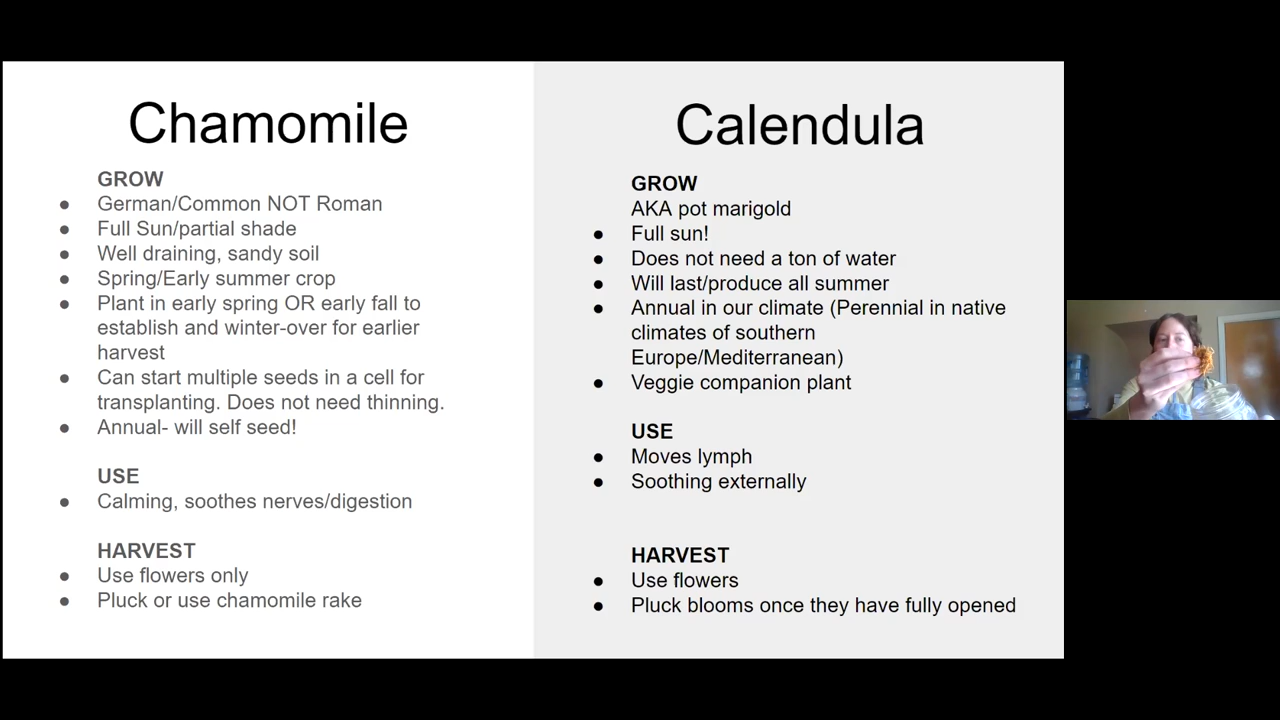 Chamomile
GROW
● German/Common NOT Roman
● Full Sun/partial shade
● Well draining, sandy soil
● Spring/Early summer crop
● Plant in early spring OR early fall to
establish and winter-over for earlier
harvest
● Can start multiple seeds in a cell for
transplanting. Does not need thinning.
● Annual- will self seed!
USE
● Calming, soothes nerves/digestion
HARVEST
● Use flowers only
● Pluck or use chamomile rake
Calendula
GROW
AKA pot marigold
● Full sun!
● Does not need a ton of water
● Will last/produce all summer
● Annual in our climate (Perennial in native
climates of southern
Europe/Mediterranean)
● Veggie companion plant
USE
● Moves lymph
● Soothing externally
HARVEST
● Use flowers
● Pluck blooms once they have fully opened